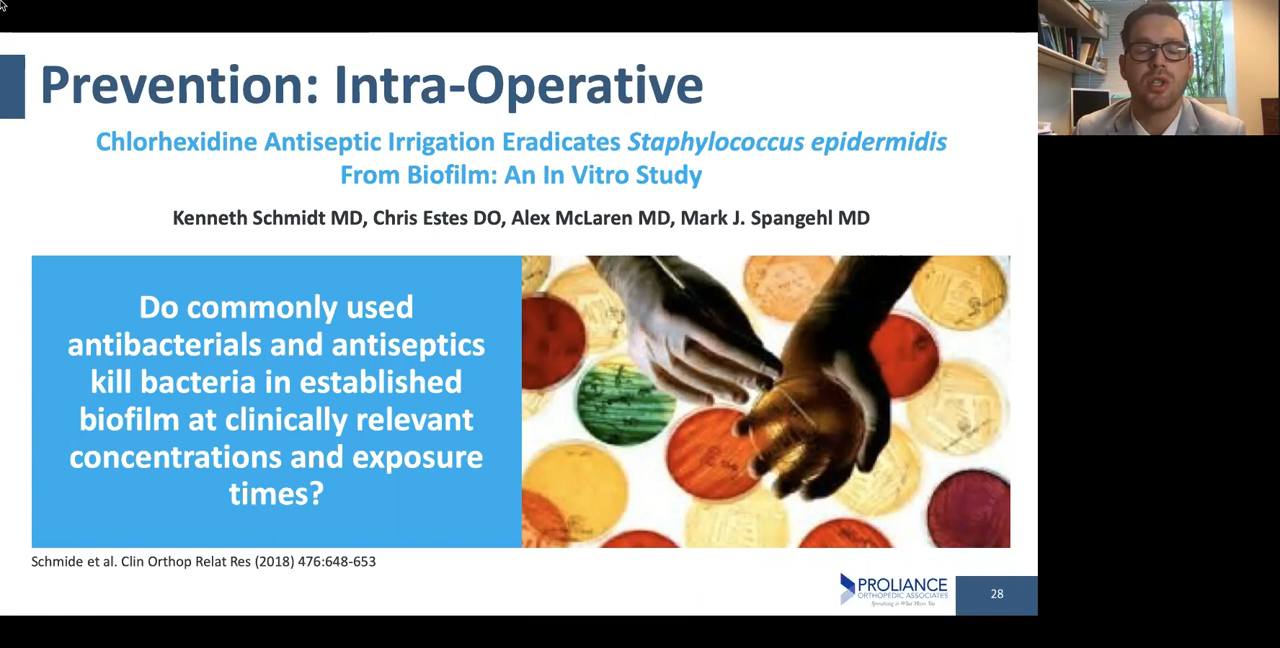 Prevention: Intra-Operative
Chlorhexidine Antiseptic Irrigation Eradicates Staphylococcus epidermidis
From Biofilm: An In Vitro Study
Kenneth Schmidt MD, Chris Estes DO, Alex McLaren MD, Mark J. Spangehl MD
Do commonly used
antibacterials and antiseptics
kill bacteria in established
biofilm at clinically relevant
concentrations and exposure
times?
Schmide et al. Clin Orthop Relat Res (2018) 476:648-653
PROLIANCE
ORTHOPEDIC ASSOCIATES
28